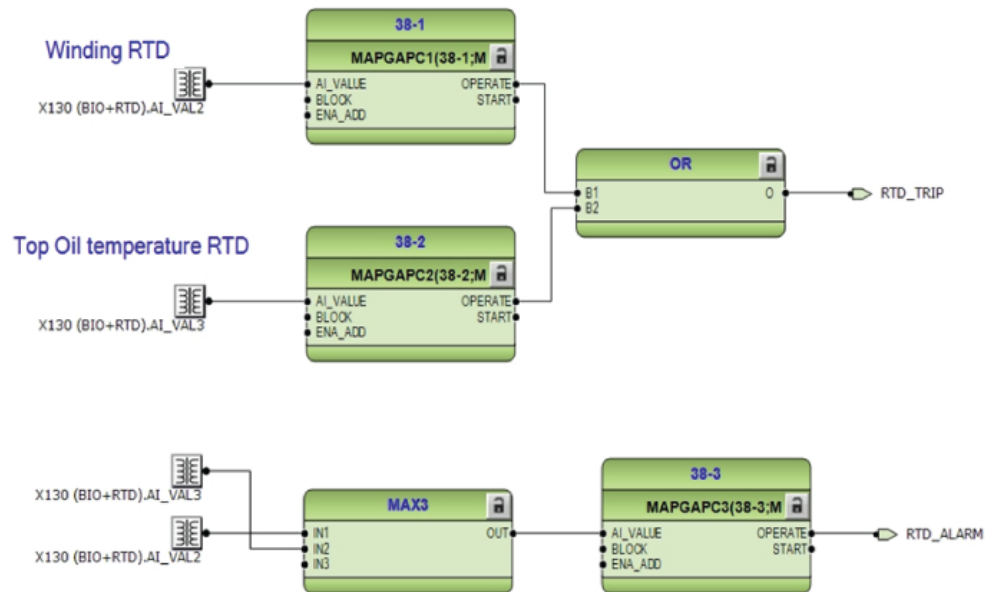 38-1
Winding RTD
MAPGAPC1(38-1;M
X130 (BIO+RTD).AI_VAL2
AI_VALUE OPERATE
BLOCK START
ENA_ADD
OR
B1 O
B2
RTD_TRIP
Top Oil temperature RTD
38-2
MAPGAPC2(38-2;M
X130 (BIO+RTD).AI_VAL3
AI_VALUE OPERATE
BLOCK START
ENA_ADD
X130 (BIO+RTD).AI_VAL3
X130 (BIO+RTD).AI_VAL2
MAX3
IN1 OUT
IN2
IN3
38-3
MAPGAPC3(38-3;M
AI_VALUE OPERATE
BLOCK START
ENA_ADD
RTD_ALARM